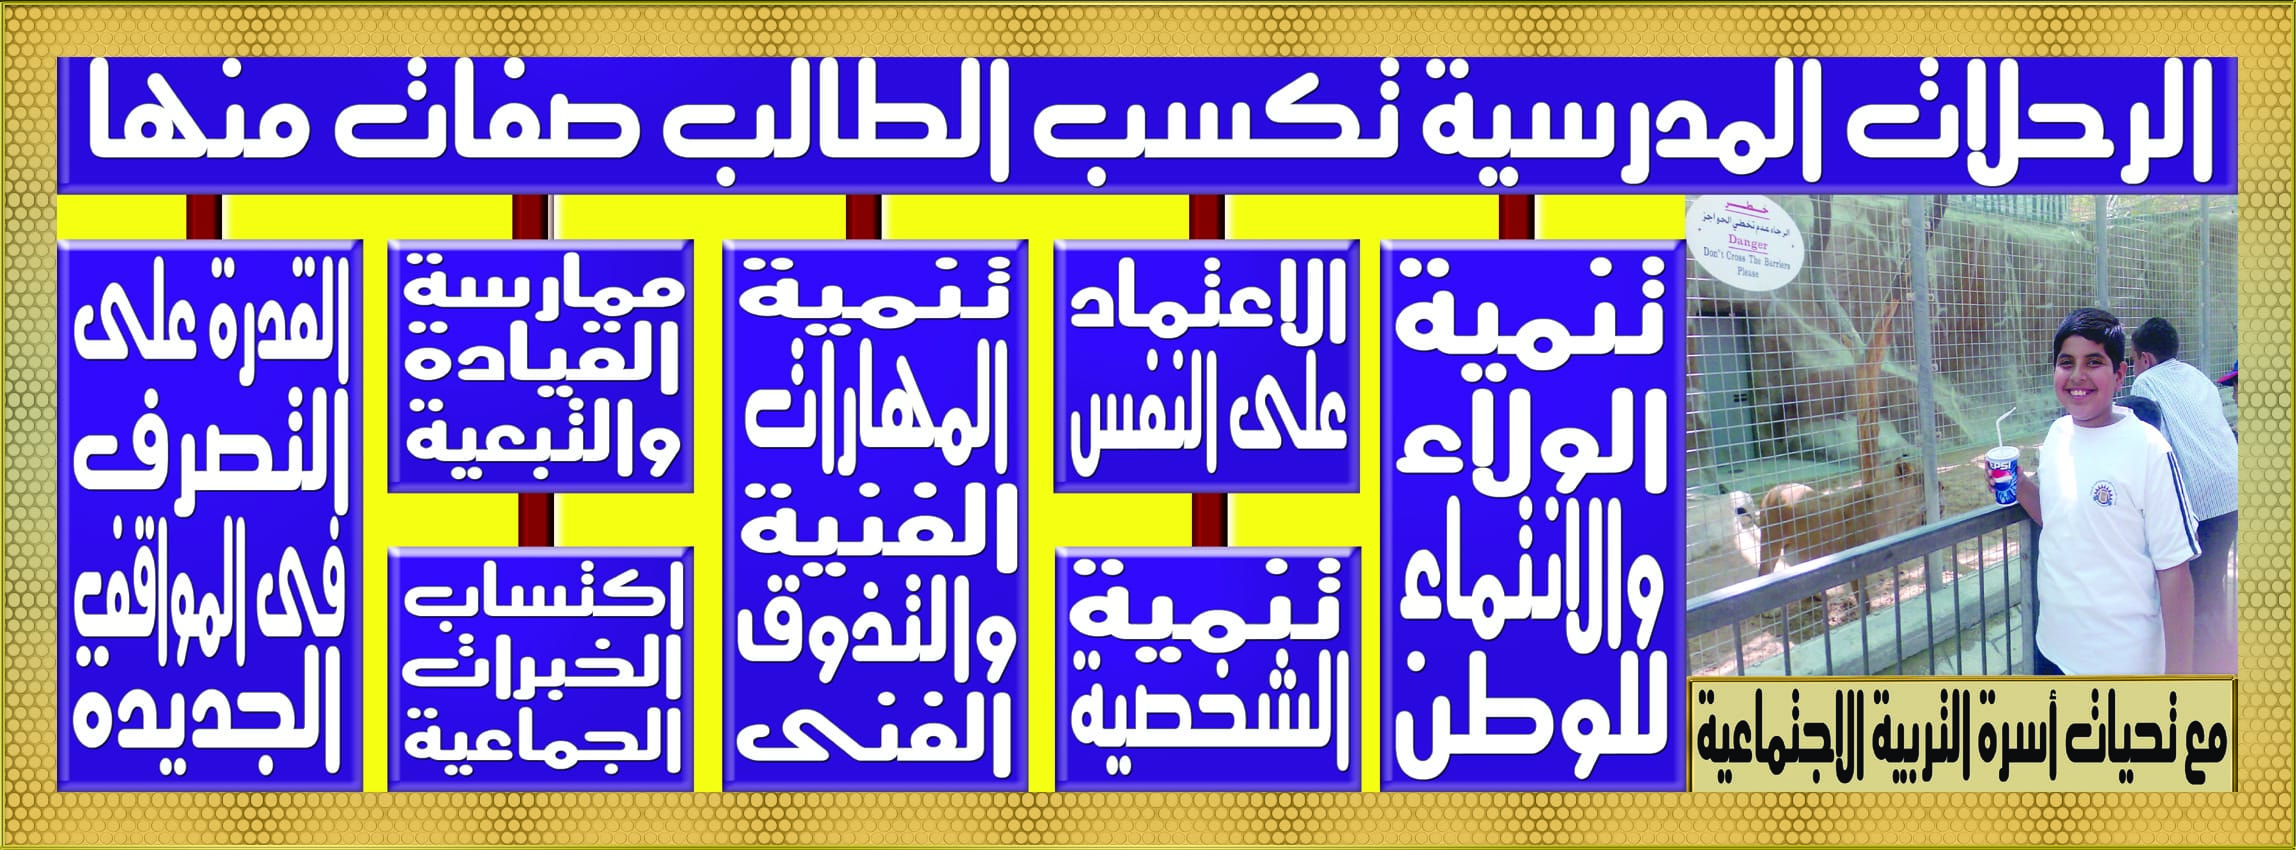 الرحلات المدرسية تكسب الطالب صفات منها
تنمية
الولاء
والانتماء
للوطن
الاعتماد
على النفس
تنمية
الشخصية
تنمية
المهارات
الفنية
والتذوق
الفنى
ممارسة
القيادة
والتبعية
اكتساب
الخبرات
الجماعية
القدرة على
التصرف
فى المواقف
الجديده
خطر
الرجاء عدم تخطي الحواجز
Danger
Don't Cross The Barriers
Please
PEPSI
مع تحيات أسرة التربية الاجتماعية